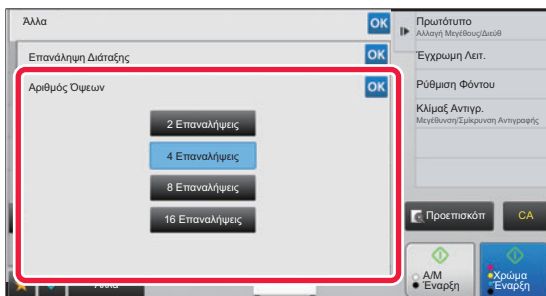 Άλλα
OK
Επανάληψη Διάταξης
OK
Αριθμός Όψεων
OK
2 Επαναλήψεις
4 Επαναλήψεις
8 Επαναλήψεις
16 Επαναλήψεις
Πρωτότυπο
Αλλαγή Μεγέθους/Διεύθ
Έγχρωμη Λειτ.
Ρύθμιση Φόντου
Κλίμαξ Αντιγρ.
Μεγέθυνση/Σμίκρυνση Αντιγραφής
Προεπισκόπ
CA
Α/Μ
Έναρξη
Χρώμα
Έναρξη